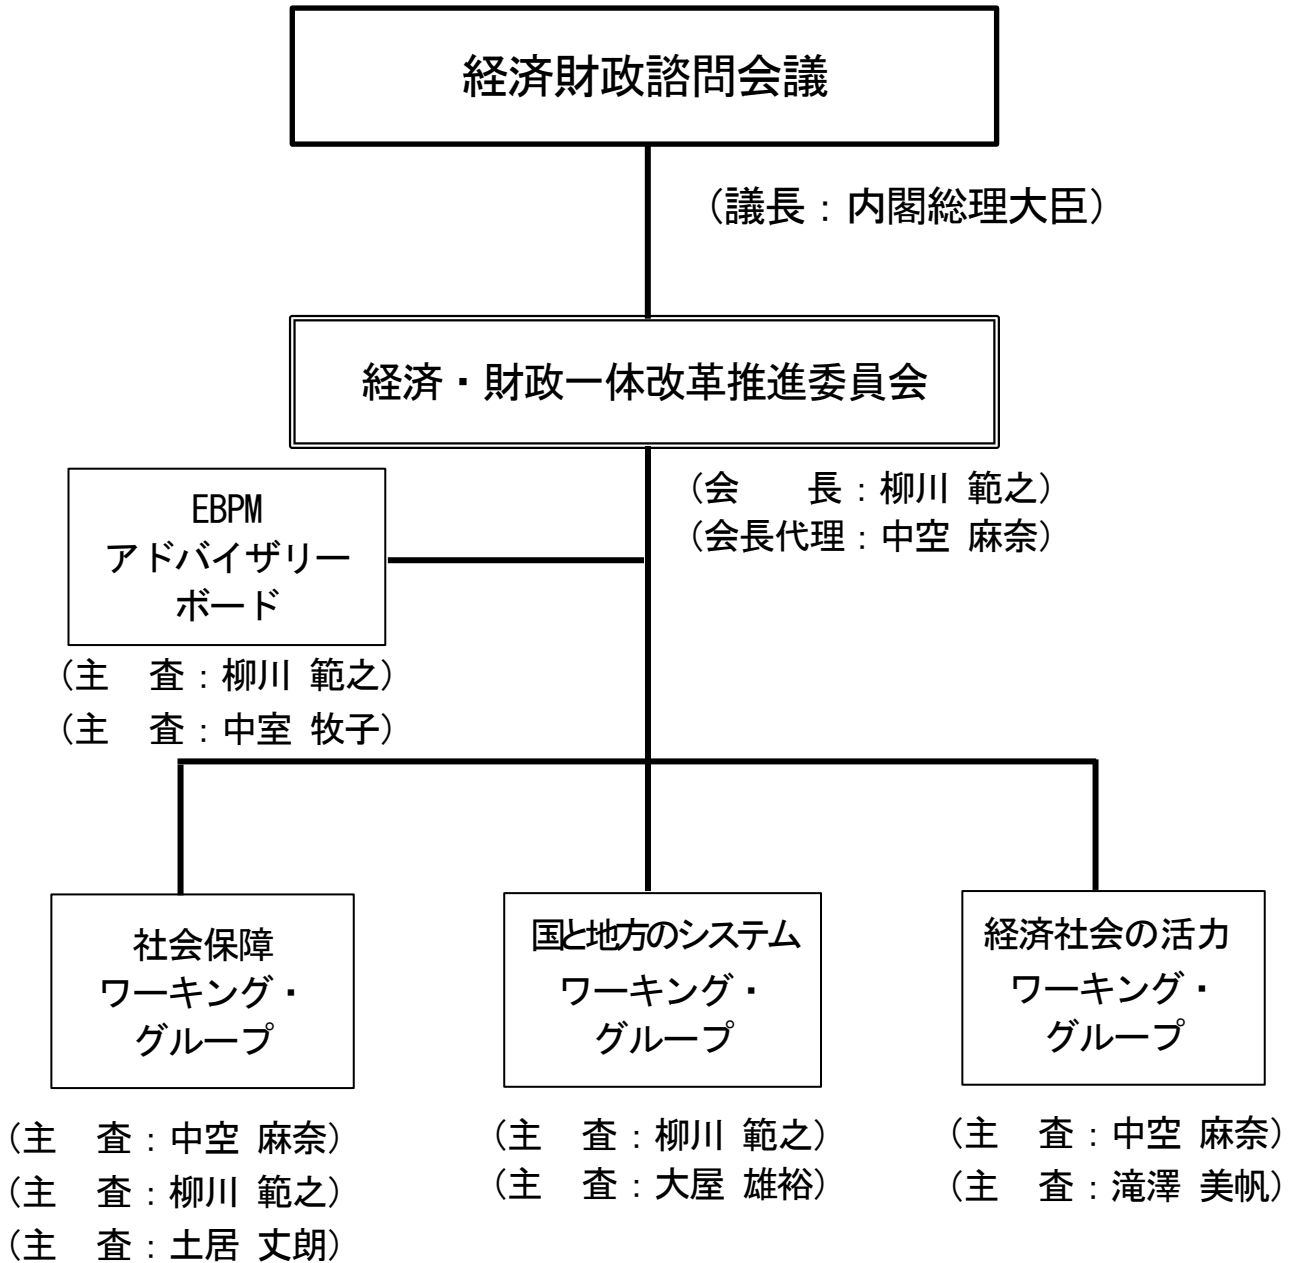 経済財政諮問会議
（議長：内閣総理大臣）
経済・財政一体改革推進委員会
（会　　長：柳川 範之）
（会長代理：中空 麻奈）
EBPM
アドバイザリー
ボード
（主　査：柳川 範之）
（主　査：中室 牧子）
社会保障
ワーキング・
グループ
（主　査：中空 麻奈）
（主　査：柳川 範之）
（主　査：土居 丈朗）
国と地方のシステム
ワーキング・
グループ
（主　査：柳川 範之）
（主　査：大屋 雄裕）
経済社会の活力
ワーキング・
グループ
（主　査：中空 麻奈）
（主　査：滝澤 美帆）